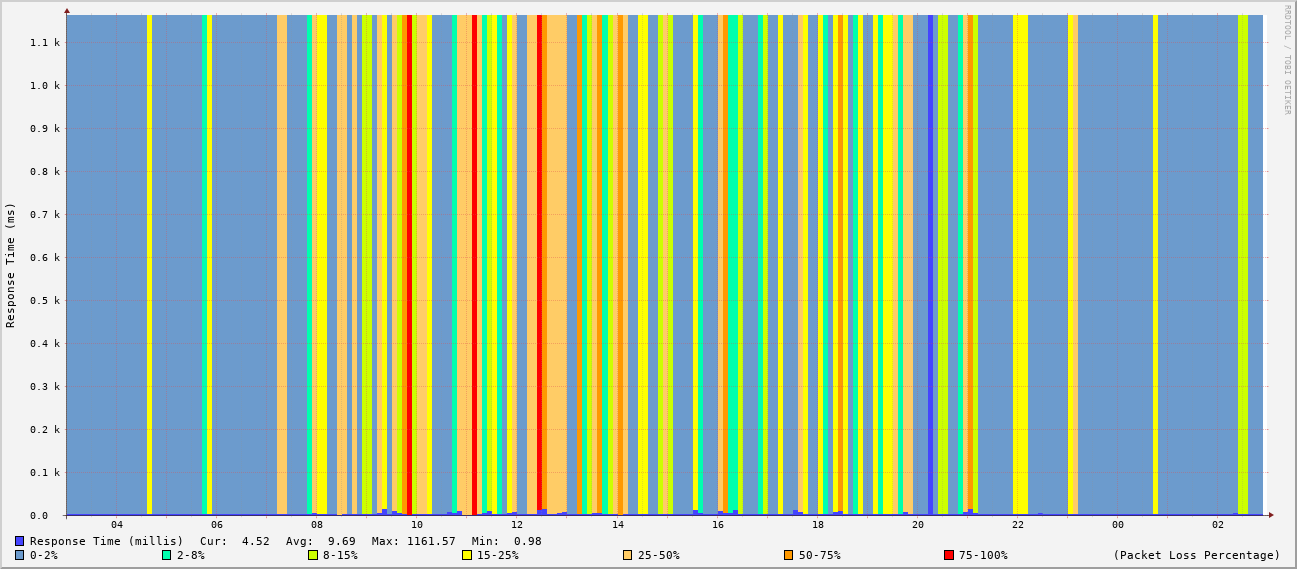 RRDTOOL / TOBI OETIKER
Response Time (ms)
1.1 k
1.0 k
0.9 k
0.8 k
0.7 k
0.6 k
0.5 k
0.4 k
0.3 k
0.2 k
0.1 k
0.0
04 06 08 10 12 14 16 18 20 22 00 02
Response Time (millis) Cur: 4.52 Avg: 9.69 Max: 1161.57 Min: 0.98
0-2% 2-8% 8-15% 15-25% 25-50% 50-75% 75-100% (Packet Loss Percentage)